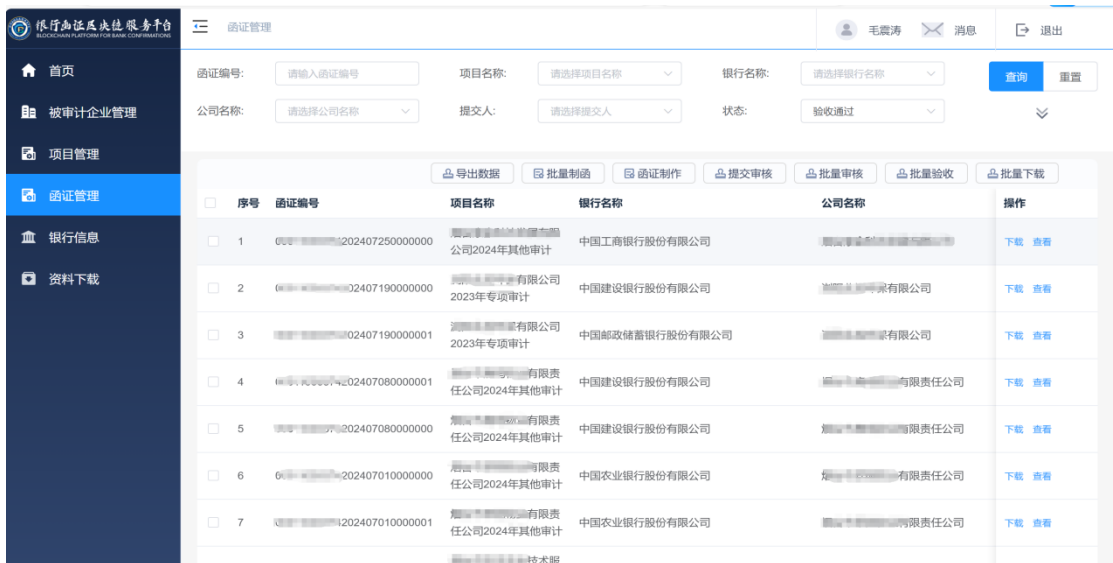 银行函证区块链服务平台
BLOCKCHAIN PLATFORM FOR BANK CONFIRMATIONS
函证管理
毛震涛 消息 退出
首页
被审计企业管理
项目管理
函证管理
银行信息
资料下载
函证编号: 请输入函证编号 项目名称: 请选择项目名称 银行名称: 请选择银行名称 查询 重置
公司名称: 请选择公司名称 提交人: 请选择提交人 状态: 验收通过
导出数据 批量制函 函证制作 提交审核 批量审核 批量验收 批量下载
序号 函证编号 项目名称 银行名称 公司名称 操作
1 202407250000000 公司2024年其他审计 中国工商银行股份有限公司 下载 查看
2 02407190000000 有限公司 2023年专项审计 中国建设银行股份有限公司 有限公司 下载 查看
3 02407190000001 有限公司 2023年专项审计 中国邮政储蓄银行股份有限公司 有限公司 下载 查看
4 202407080000001 有限责 任公司2024年其他审计 中国建设银行股份有限公司 有限责任公司 下载 查看
5 202407080000000 有限责 任公司2024年其他审计 中国建设银行股份有限公司 有限责任公司 下载 查看
6 202407010000000 有限责 任公司2024年其他审计 中国农业银行股份有限公司 有限责任公司 下载 查看
7 202407010000001 有限责 任公司2024年其他审计 中国农业银行股份有限公司 有限责任公司 下载 查看
技术服